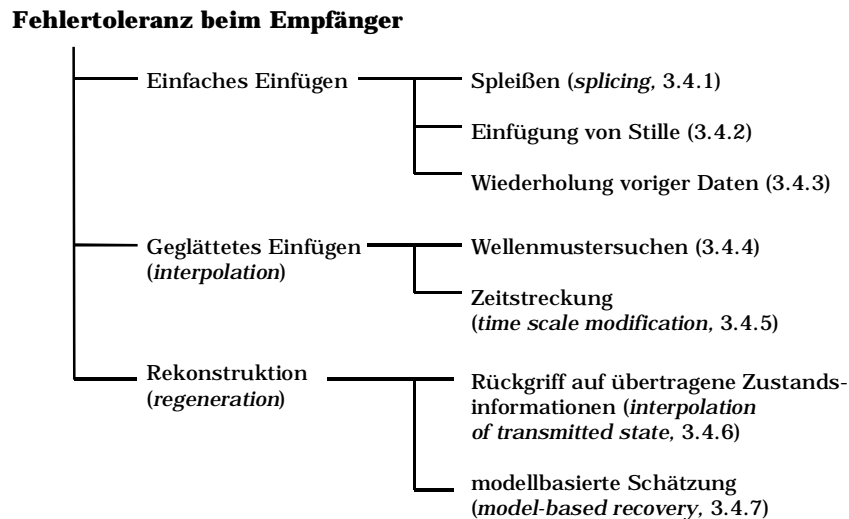 Fehlertoleranz beim Empfänger
Einfaches Einfügen
Spleißen (splicing, 3.4.1)
Einfügung von Stille (3.4.2)
Wiederholung voriger Daten (3.4.3)
Geglättetes Einfügen
(interpolation)
Wellenmustersuchen (3.4.4)
Zeitstreckung
(time scale modification, 3.4.5)
Rekonstruktion
(regeneration)
Rückgriff auf übertragene Zustands-
informationen (interpolation
of transmitted state, 3.4.6)
modellbasierte Schätzung
(model-based recovery, 3.4.7)